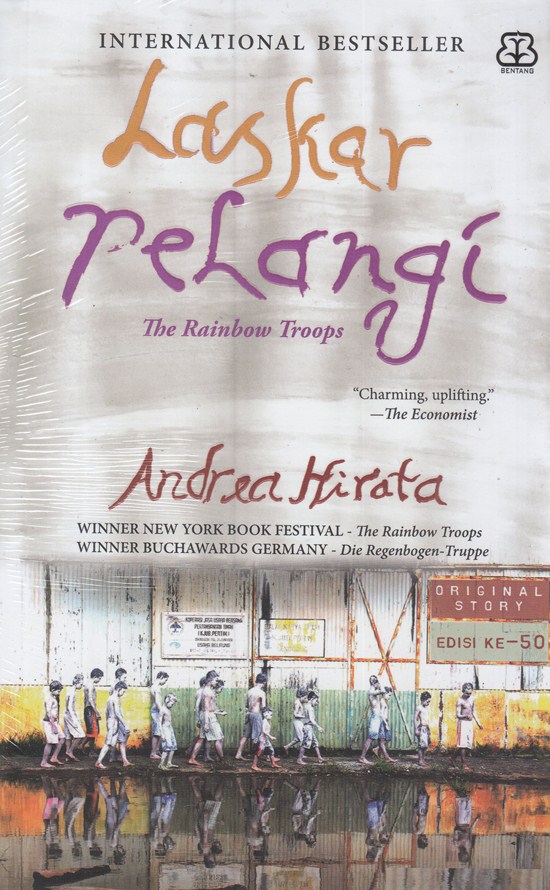 INTERNATIONAL BESTSELLER
BENTANG
Laskar
Pelangi
The Rainbow Troops
“Charming, uplifting.”
—The Economist
Andrea Hirata
WINNER NEW YORK BOOK FESTIVAL - The Rainbow Troops
WINNER BUCHAWARDS GERMANY - Die Regenbogen-Truppe
ORIGINAL
STORY
EDISI KE-50